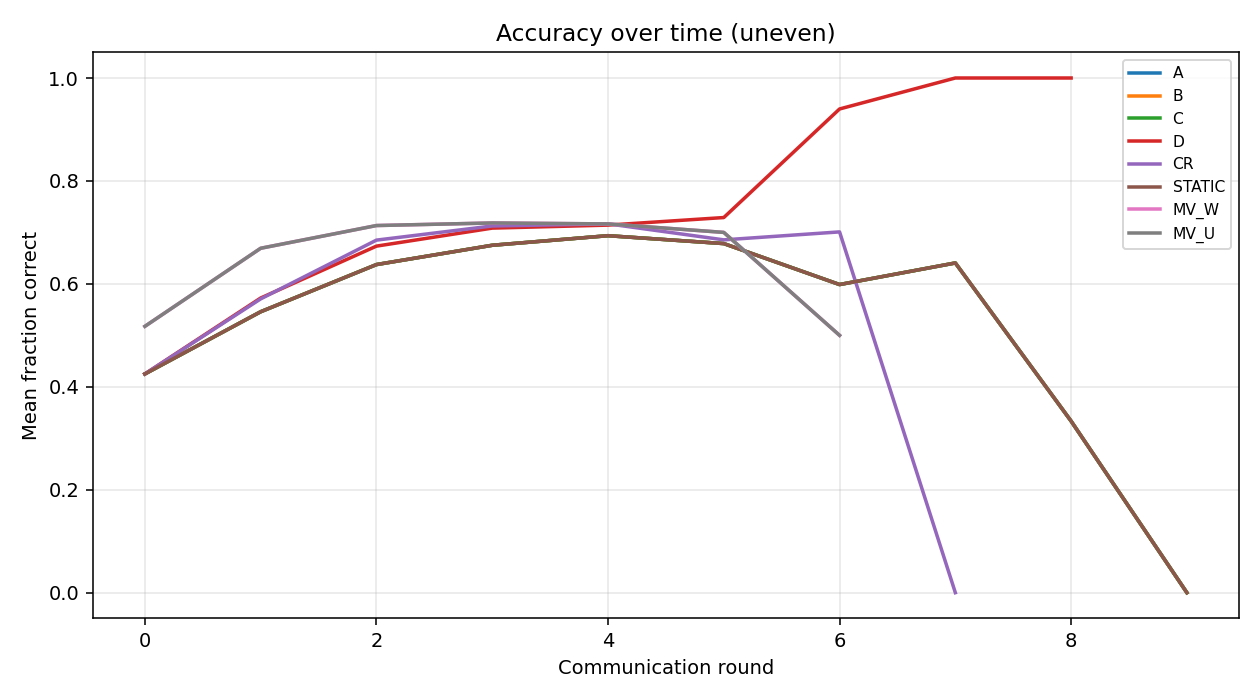 Accuracy over time (uneven)
Mean fraction correct
1.0
0.8
0.6
0.4
0.2
0.0
0 2 4 6 8
Communication round
A
B
C
D
CR
STATIC
MV_W
MV_U